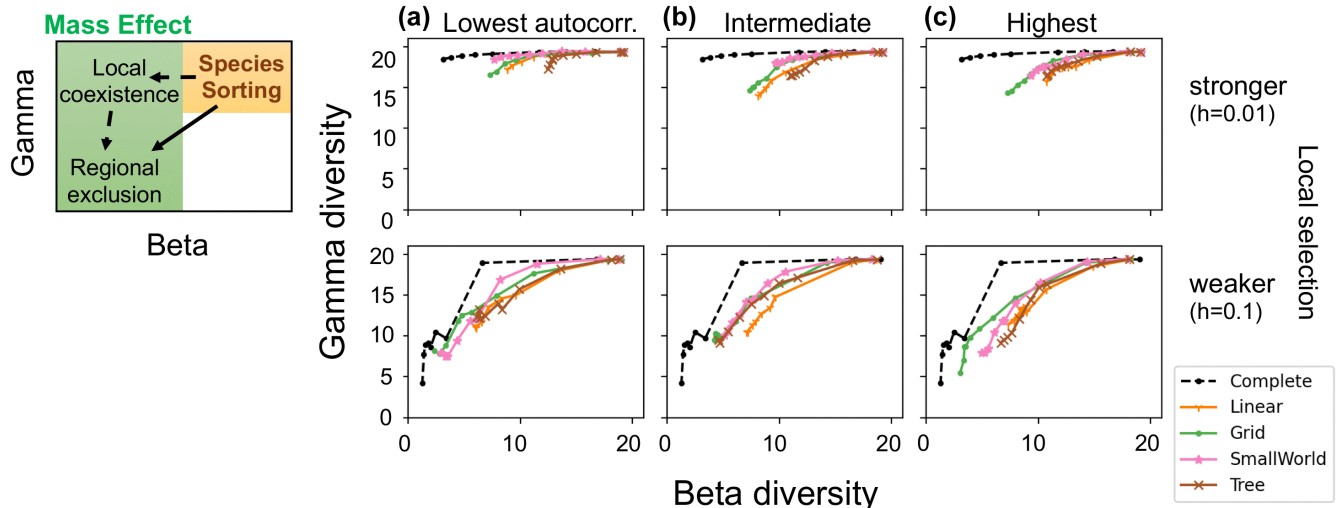 Mass Effect
Local
coexistence
Species
Sorting
Regional
exclusion
Gamma
Beta
(a) Lowest autocorr.
(b) Intermediate
(c) Highest
Gamma diversity
20
15
10
5
0
20
15
10
5
0
0 10 20
0 10 20
0 10 20
Beta diversity
stronger
(h=0.01)
weaker
(h=0.1)
Local selection
Complete
Linear
Grid
SmallWorld
Tree